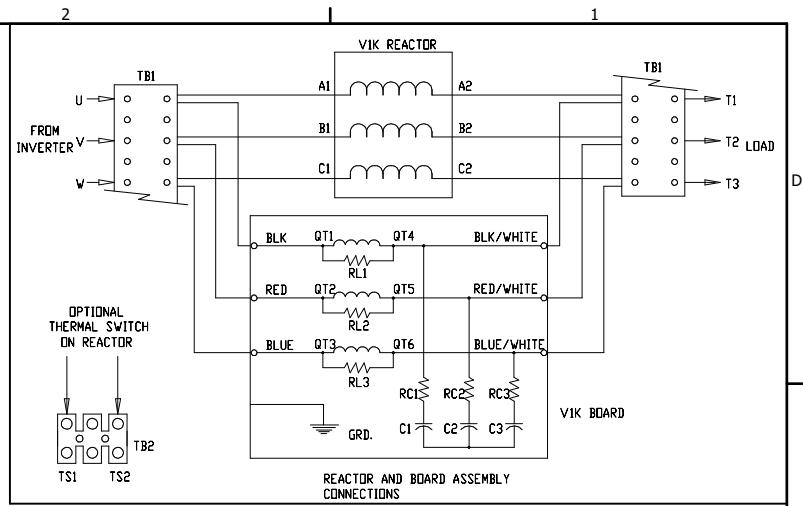 2 1
V1K REACTOR
TB1 TB1
A1 A2
U T1
FROM
INVERTER
B1 B2
V T2 LOAD
C1 C2
W T3
D
BLK QT1 QT4 BLK/WHITE
RL1
RED QT2 QT5 RED/WHITE
RL2
BLUE QT3 QT6 BLUE/WHITE
RL3
OPTIONAL
THERMAL SWITCH
ON REACTOR
RC1 RC2 RC3
C1 C2 C3
GRD.
V1K BOARD
TB2
TS1 TS2
REACTOR AND BOARD ASSEMBLY
CONNECTIONS